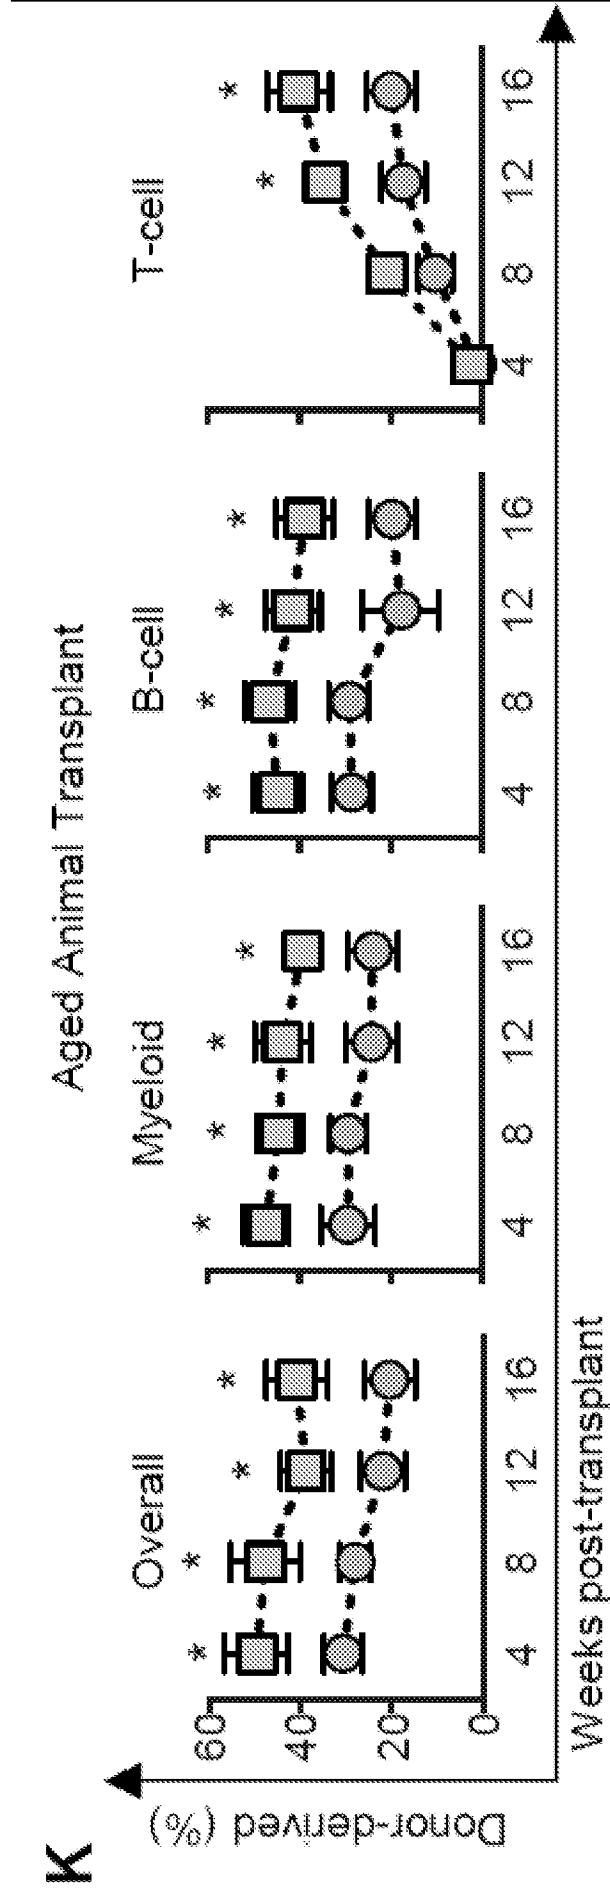 K
Aged Animal Transplant
Overall Myeloid B-cell T-cell
* * * * * * * * * * * * * *
Donor-derived (%)
60
40
20
0
4 8 12 16 4 8 12 16 4 8 12 16 4 8 12 16
Weeks post-transplant